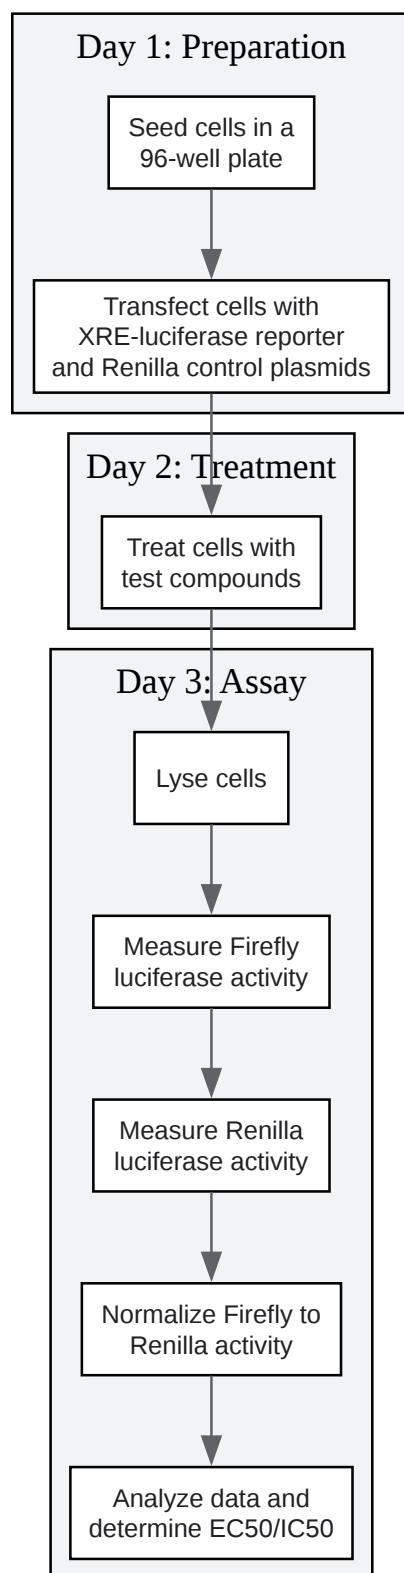 Day 1: Preparation
Seed cells in a
96-well plate
Transfect cells with
XRE-luciferase reporter
and Renilla control plasmids
Day 2: Treatment
Treat cells with
test compounds
Day 3: Assay
Lyse cells
Measure Firefly
luciferase activity
Measure Renilla
luciferase activity
Normalize Firefly to
Renilla activity
Analyze data and
determine EC50/IC50